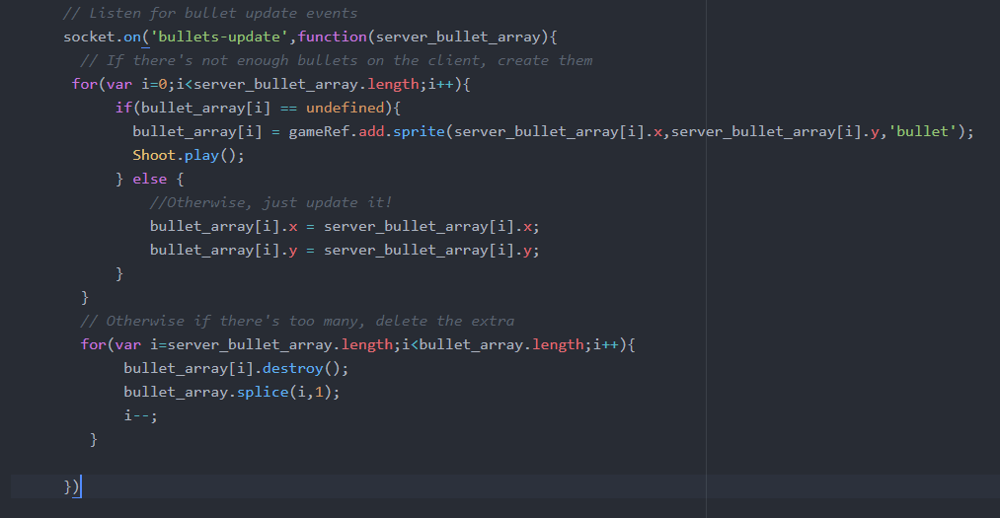 // Listen for bullet update events
socket.on('bullets-update',function(server_bullet_array){
// If there's not enough bullets on the client, create them
for(var i=0;i<server_bullet_array.length;i++){
if(bullet_array[i] == undefined){
bullet_array[i] = gameRef.add.sprite(server_bullet_array[i].x,server_bullet_array[i].y,'bullet');
Shoot.play();
} else {
//Otherwise, just update it!
bullet_array[i].x = server_bullet_array[i].x;
bullet_array[i].y = server_bullet_array[i].y;
}
}
// Otherwise if there's too many, delete the extra
for(var i=server_bullet_array.length;i<bullet_array.length;i++){
bullet_array[i].destroy();
bullet_array.splice(i,1);
i--;
}
})